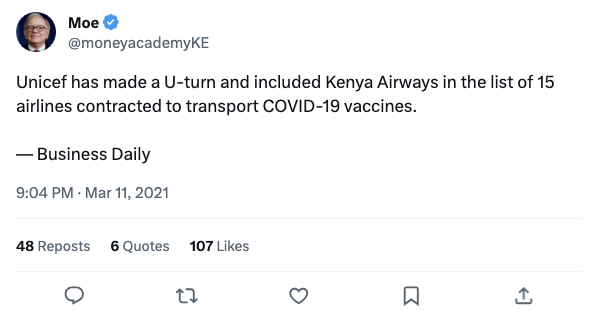 Moe
@moneyacademyKE
Unicef has made a U-turn and included Kenya Airways in the list of 15
airlines contracted to transport COVID-19 vaccines.
— Business Daily
9:04 PM · Mar 11, 2021
48 Reposts 6 Quotes 107 Likes